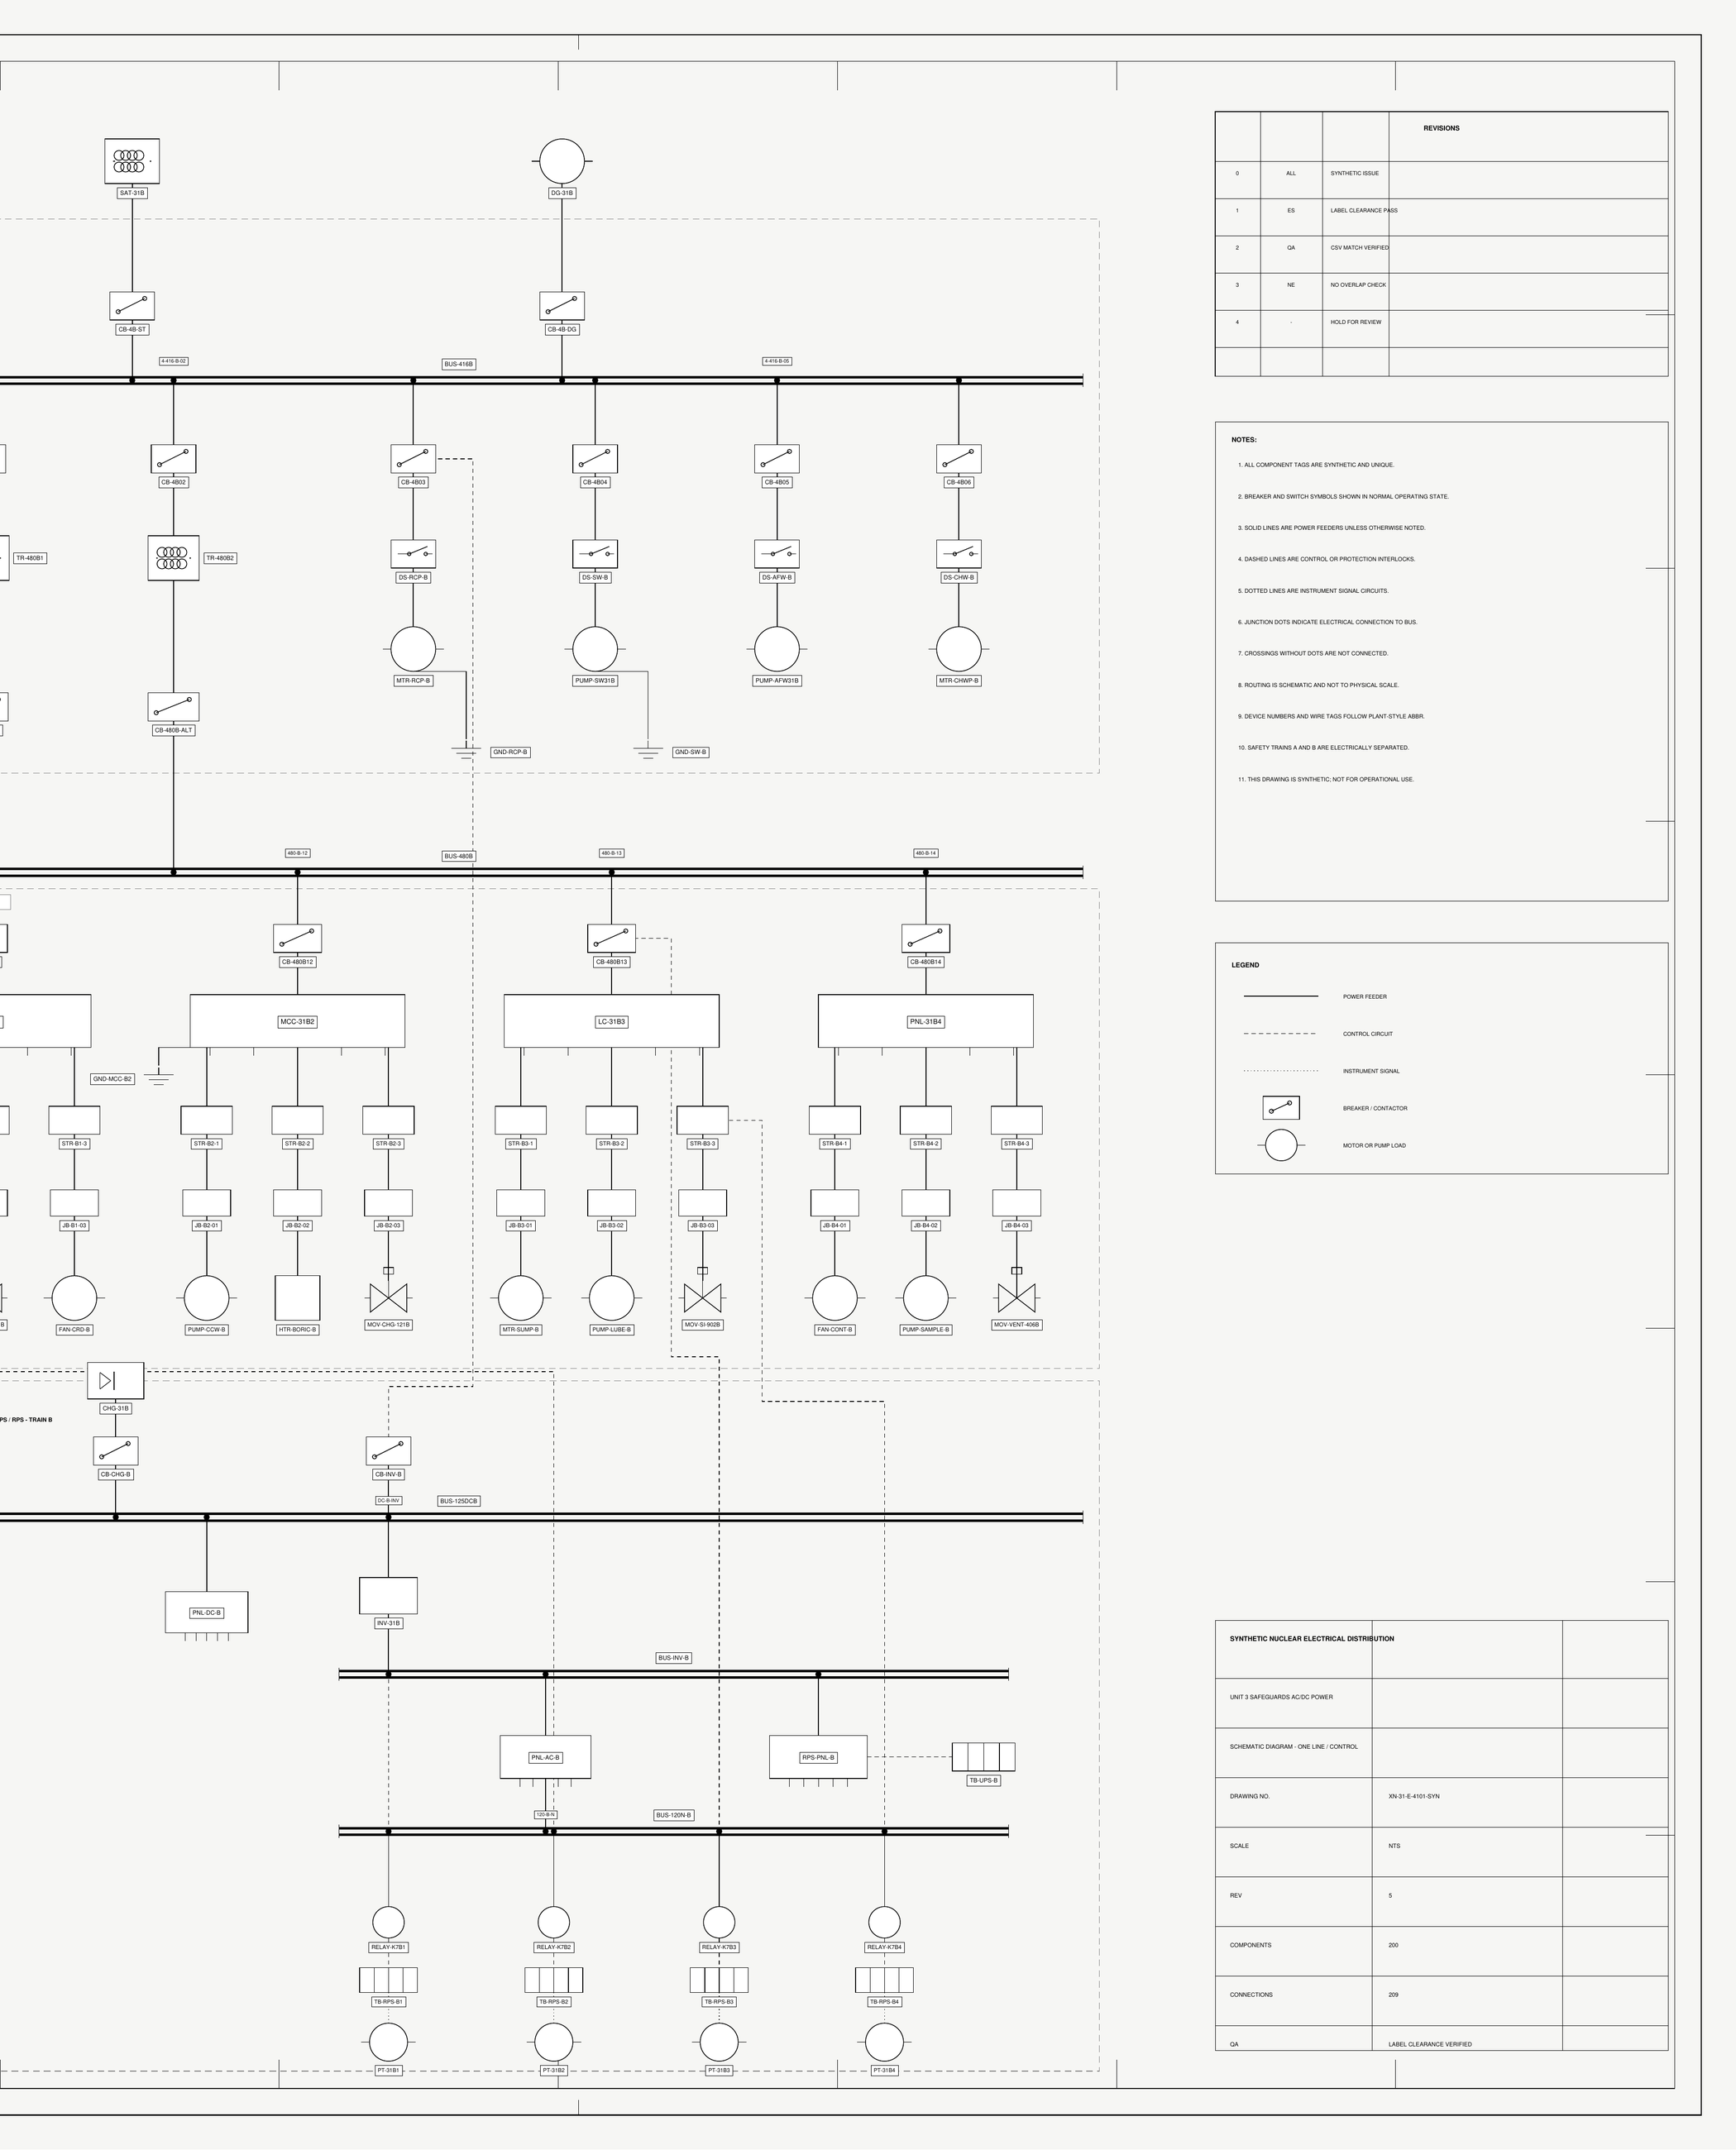 SAT-31B
DG-31B
CB-4B-ST
CB-4B-DG
4-416-B-02
BUS-416B
4-416-B-05
CB-4B02
CB-4B03
CB-4B04
CB-4B05
CB-4B06
TR-480B1
TR-480B2
DS-RCP-B
DS-SW-B
DS-AFW-B
DS-CHW-B
MTR-RCP-B
PUMP-SW31B
PUMP-AFW31B
MTR-CHWP-B
CB-480B-ALT
GND-RCP-B
GND-SW-B
480-B-12
BUS-480B
480-B-13
480-B-14
CB-480B12
CB-480B13
CB-480B14
MCC-31B2
LC-31B3
PNL-31B4
GND-MCC-B2
STR-B1-3
STR-B2-1
STR-B2-2
STR-B2-3
STR-B3-1
STR-B3-2
STR-B3-3
STR-B4-1
STR-B4-2
STR-B4-3
JB-B1-03
JB-B2-01
JB-B2-02
JB-B2-03
JB-B3-01
JB-B3-02
JB-B3-03
JB-B4-01
JB-B4-02
JB-B4-03
B
FAN-CRD-B
PUMP-CCW-B
HTR-BORIC-B
MOV-CHG-121B
MTR-SUMP-B
PUMP-LUBE-B
MOV-SI-902B
FAN-CONT-B
PUMP-SAMPLE-B
MOV-VENT-406B
CHG-31B
PS / RPS - TRAIN B
CB-CHG-B
CB-INV-B
DC-B-INV
BUS-125DCB
PNL-DC-B
INV-31B
BUS-INV-B
PNL-AC-B
RPS-PNL-B
TB-UPS-B
120-B-N
BUS-120N-B
RELAY-K7B1
RELAY-K7B2
RELAY-K7B3
RELAY-K7B4
TB-RPS-B1
TB-RPS-B2
TB-RPS-B3
TB-RPS-B4
PT-31B1
PT-31B2
PT-31B3
PT-31B4
REVISIONS
0 ALL SYNTHETIC ISSUE
1 ES LABEL CLEARANCE PASS
2 QA CSV MATCH VERIFIED
3 NE NO OVERLAP CHECK
4 - HOLD FOR REVIEW
NOTES:
1. ALL COMPONENT TAGS ARE SYNTHETIC AND UNIQUE.
2. BREAKER AND SWITCH SYMBOLS SHOWN IN NORMAL OPERATING STATE.
3. SOLID LINES ARE POWER FEEDERS UNLESS OTHERWISE NOTED.
4. DASHED LINES ARE CONTROL OR PROTECTION INTERLOCKS.
5. DOTTED LINES ARE INSTRUMENT SIGNAL CIRCUITS.
6. JUNCTION DOTS INDICATE ELECTRICAL CONNECTION TO BUS.
7. CROSSINGS WITHOUT DOTS ARE NOT CONNECTED.
8. ROUTING IS SCHEMATIC AND NOT TO PHYSICAL SCALE.
9. DEVICE NUMBERS AND WIRE TAGS FOLLOW PLANT-STYLE ABBR.
10. SAFETY TRAINS A AND B ARE ELECTRICALLY SEPARATED.
11. THIS DRAWING IS SYNTHETIC; NOT FOR OPERATIONAL USE.
LEGEND
POWER FEEDER
CONTROL CIRCUIT
INSTRUMENT SIGNAL
BREAKER / CONTACTOR
MOTOR OR PUMP LOAD
SYNTHETIC NUCLEAR ELECTRICAL DISTRIBUTION
UNIT 3 SAFEGUARDS AC/DC POWER
SCHEMATIC DIAGRAM - ONE LINE / CONTROL
DRAWING NO. XN-31-E-4101-SYN
SCALE NTS
REV 5
COMPONENTS 200
CONNECTIONS 209
QA LABEL CLEARANCE VERIFIED